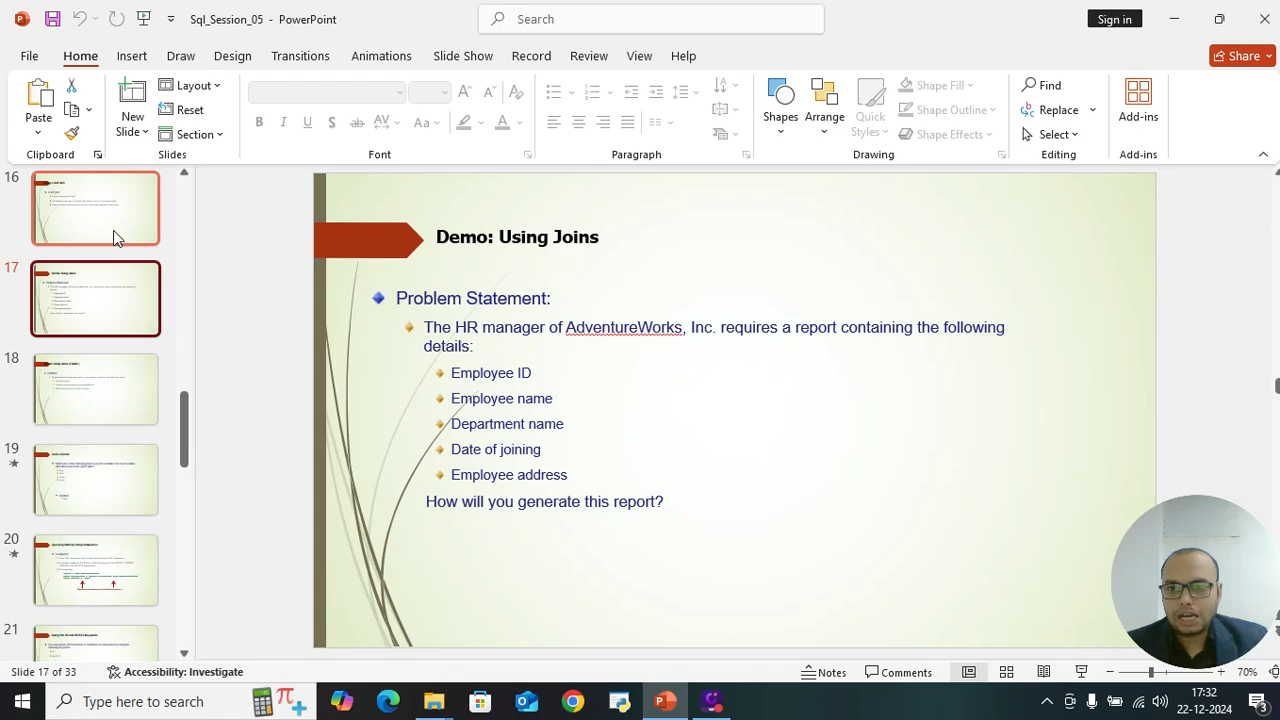 Sql_Session_05 - PowerPoint
Search
Sign in
File
Home
Insert
Draw
Design
Transitions
Animations
Slide Show
Record
Review
View
Help
Share
Paste
New
Slide
Layout
Reset
Section
B
I
U
S
ab
AV
Aa
A
Shapes
Arrange
Quick
Styles
Shape Fill
Shape Outline
Shape Effects
Find
Replace
Select
Add-ins
Clipboard
Slides
Font
Paragraph
Drawing
Editing
Add-ins
16
17
18
19
20
21
Demo: Using Joins
Problem Statement:
The HR manager of AdventureWorks, Inc. requires a report containing the following
details:
Employee ID
Employee name
Department name
Date of joining
Employee address
How will you generate this report?
Slide 17 of 33
Accessibility: Investigate
Notes
Comments
70%
Type here to search
17:32
22-12-2024
3